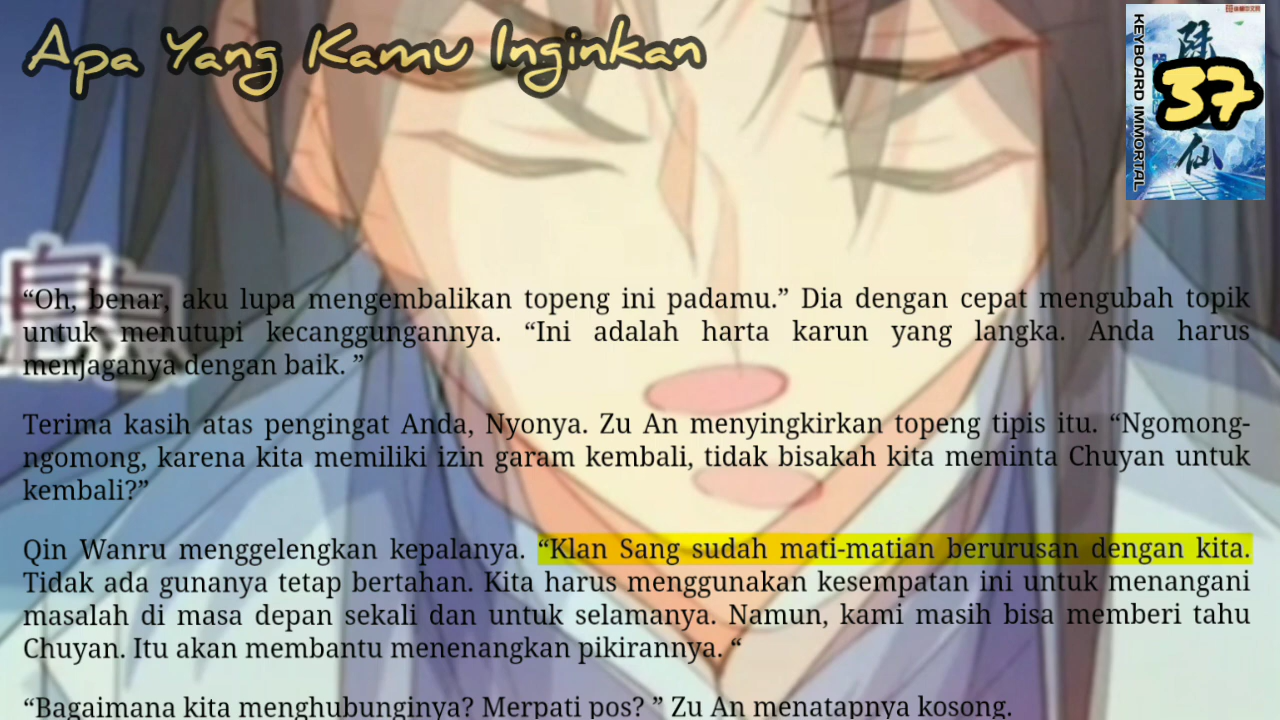 Apa Yang Kamu Inginkan
KEYBOARD IMMORTAL
37
仙
“Oh, benar, aku lupa mengembalikan topeng ini padamu.” Dia dengan cepat mengubah topik
untuk menutupi kecanggungannya. “Ini adalah harta karun yang langka. Anda harus
menjaganya dengan baik. ”
Terima kasih atas pengingat Anda, Nyonya. Zu An menyingkirkan topeng tipis itu. “Ngomong-
ngomong, karena kita memiliki izin garam kembali, tidak bisakah kita meminta Chuyan untuk
kembali?”
Qin Wanru menggelengkan kepalanya. “Klan Sang sudah mati-matian berurusan dengan kita.
Tidak ada gunanya tetap bertahan. Kita harus menggunakan kesempatan ini untuk menangani
masalah di masa depan sekali dan untuk selamanya. Namun, kami masih bisa memberi tahu
Chuyan. Itu akan membantu menenangkan pikirannya. “
“Bagaimana kita menghubunginya? Merpati pos? ” Zu An menatapnya kosong.